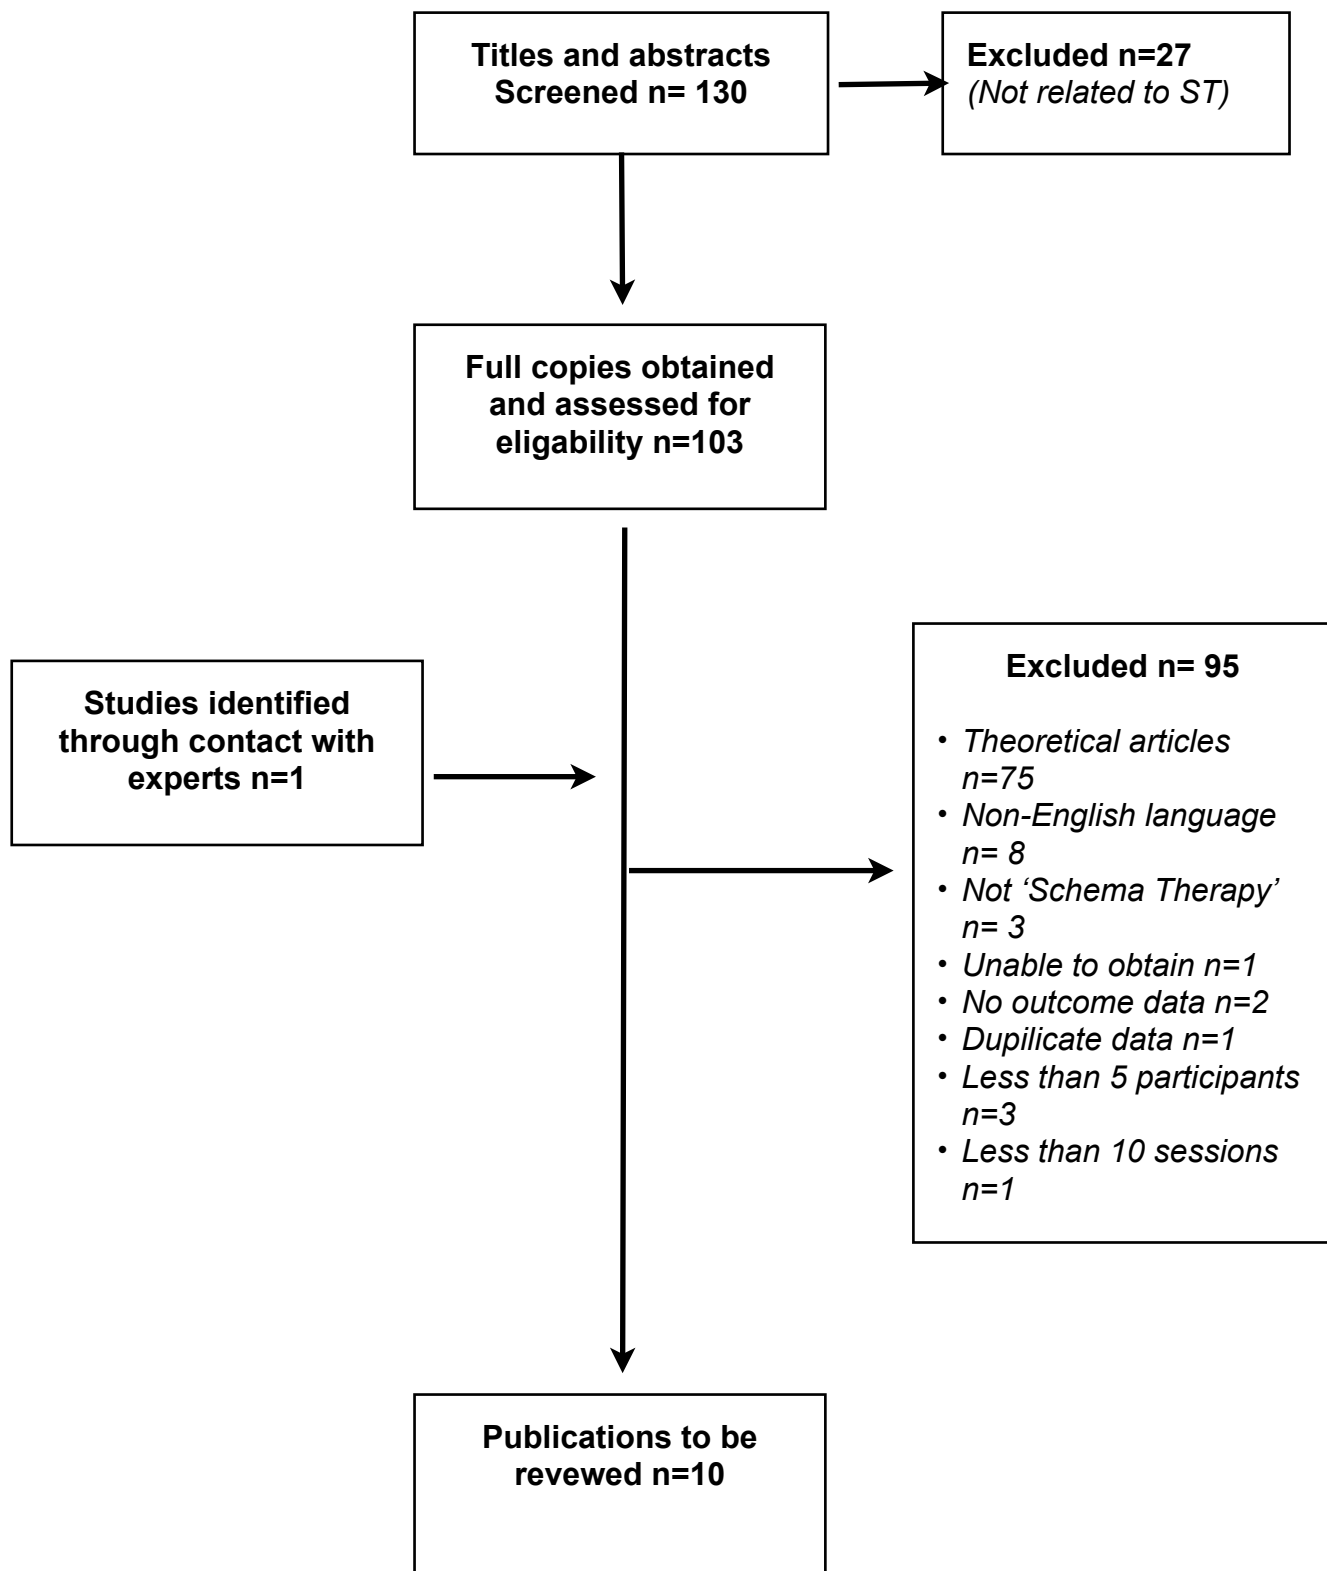 Titles and abstracts
Screened n= 130
Excluded n=27
(Not related to ST)
Full copies obtained
and assessed for
eligability n=103
Studies identified
through contact with
experts n=1
Excluded n= 95
• Theoretical articles
n=75
• Non-English language
n= 8
• Not ‘Schema Therapy’
n= 3
• Unable to obtain n=1
• No outcome data n=2
• Dupilicate data n=1
• Less than 5 participants
n=3
• Less than 10 sessions
n=1
Publications to be
revewed n=10